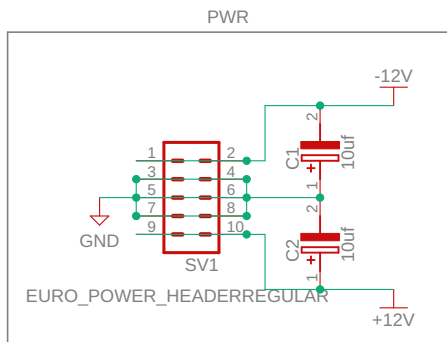 PWR
-12V
2
C1
10uf
+
1
1 2
3 4
5 6
7 8
9 10
GND
SV1
2
C2
10uf
+
1
EURO_POWER_HEADERREGULAR
+12V